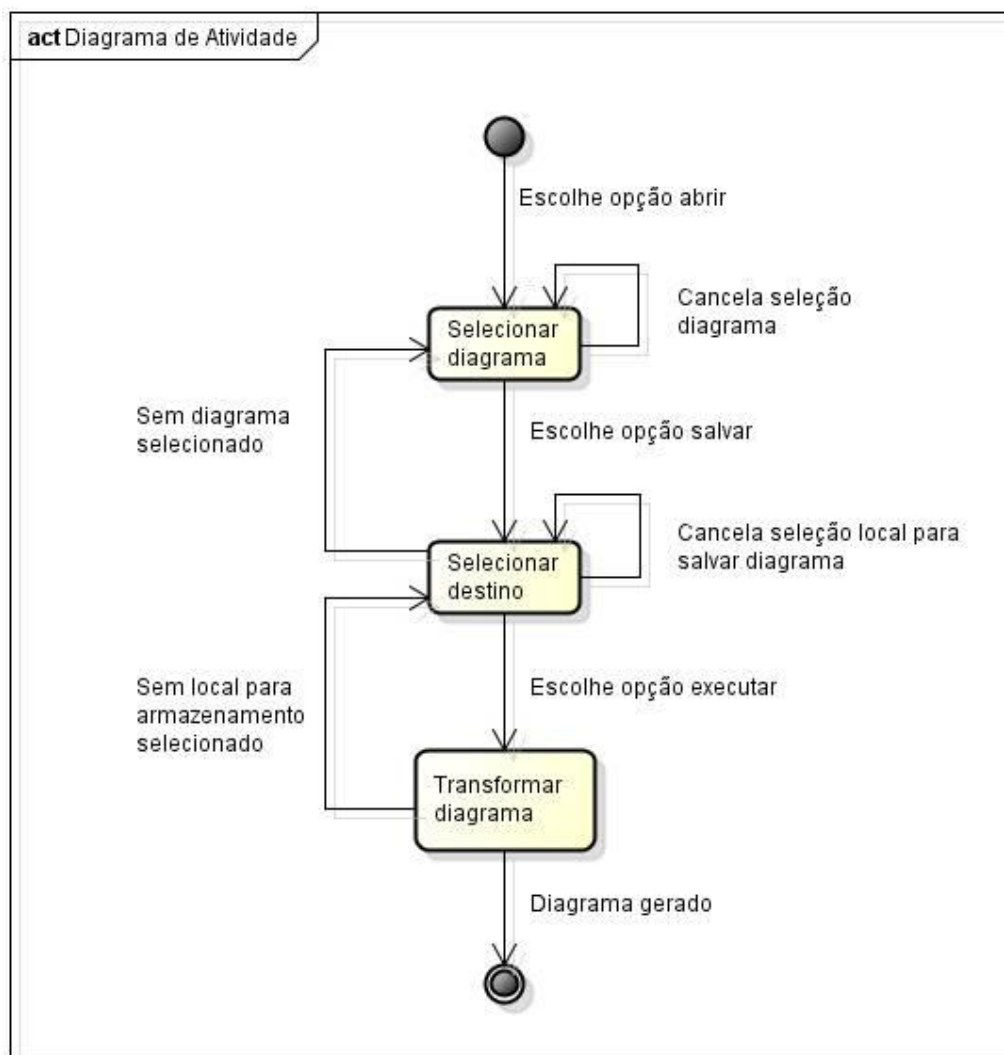 act Diagrama de Atividade
Escolhe opção abrir
Cancela seleção
diagrama
Selecionar
diagrama
Sem diagrama
selecionado
Escolhe opção salvar
Cancela seleção local para
salvar diagrama
Selecionar
destino
Sem local para
armazenamento
selecionado
Escolhe opção executar
Transformar
diagrama
Diagrama gerado